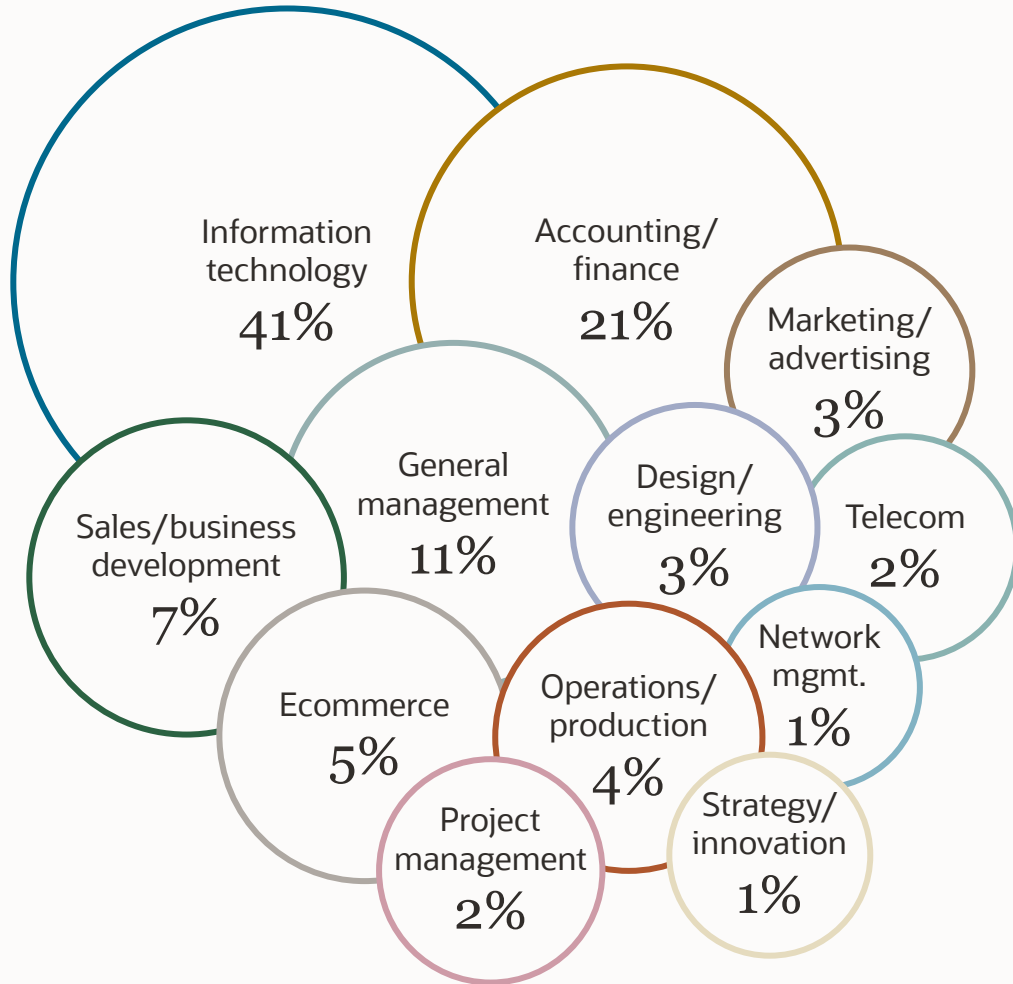 Information
technology
41%
Accounting/
finance
21%
Marketing/
advertising
3%
General
management
11%
Design/
engineering
3%
Telecom
2%
Sales/business
development
7%
Ecommerce
5%
Operations/
production
4%
Network
mgmt.
1%
Project
management
2%
Strategy/
innovation
1%